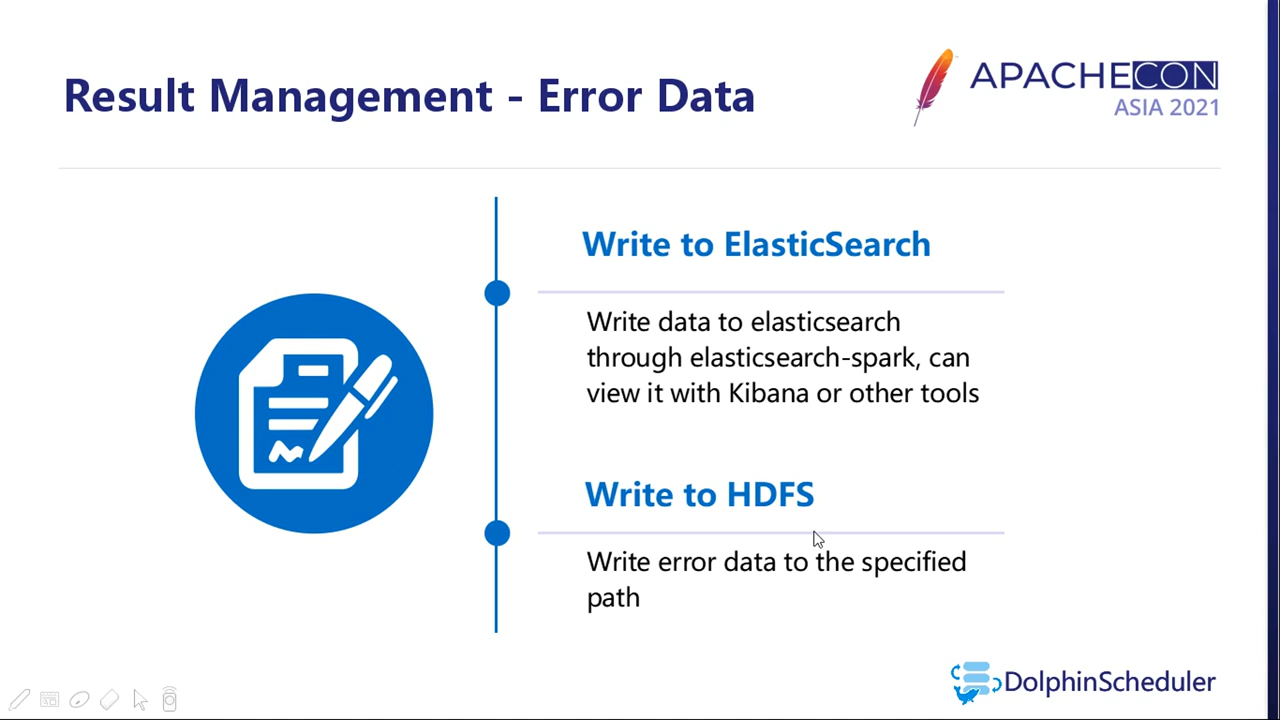 Result Management - Error Data
APACHECON
ASIA 2021
Write to ElasticSearch
Write data to elasticsearch
through elasticsearch-spark, can
view it with Kibana or other tools
Write to HDFS
Write error data to the specified
path
DolphinScheduler